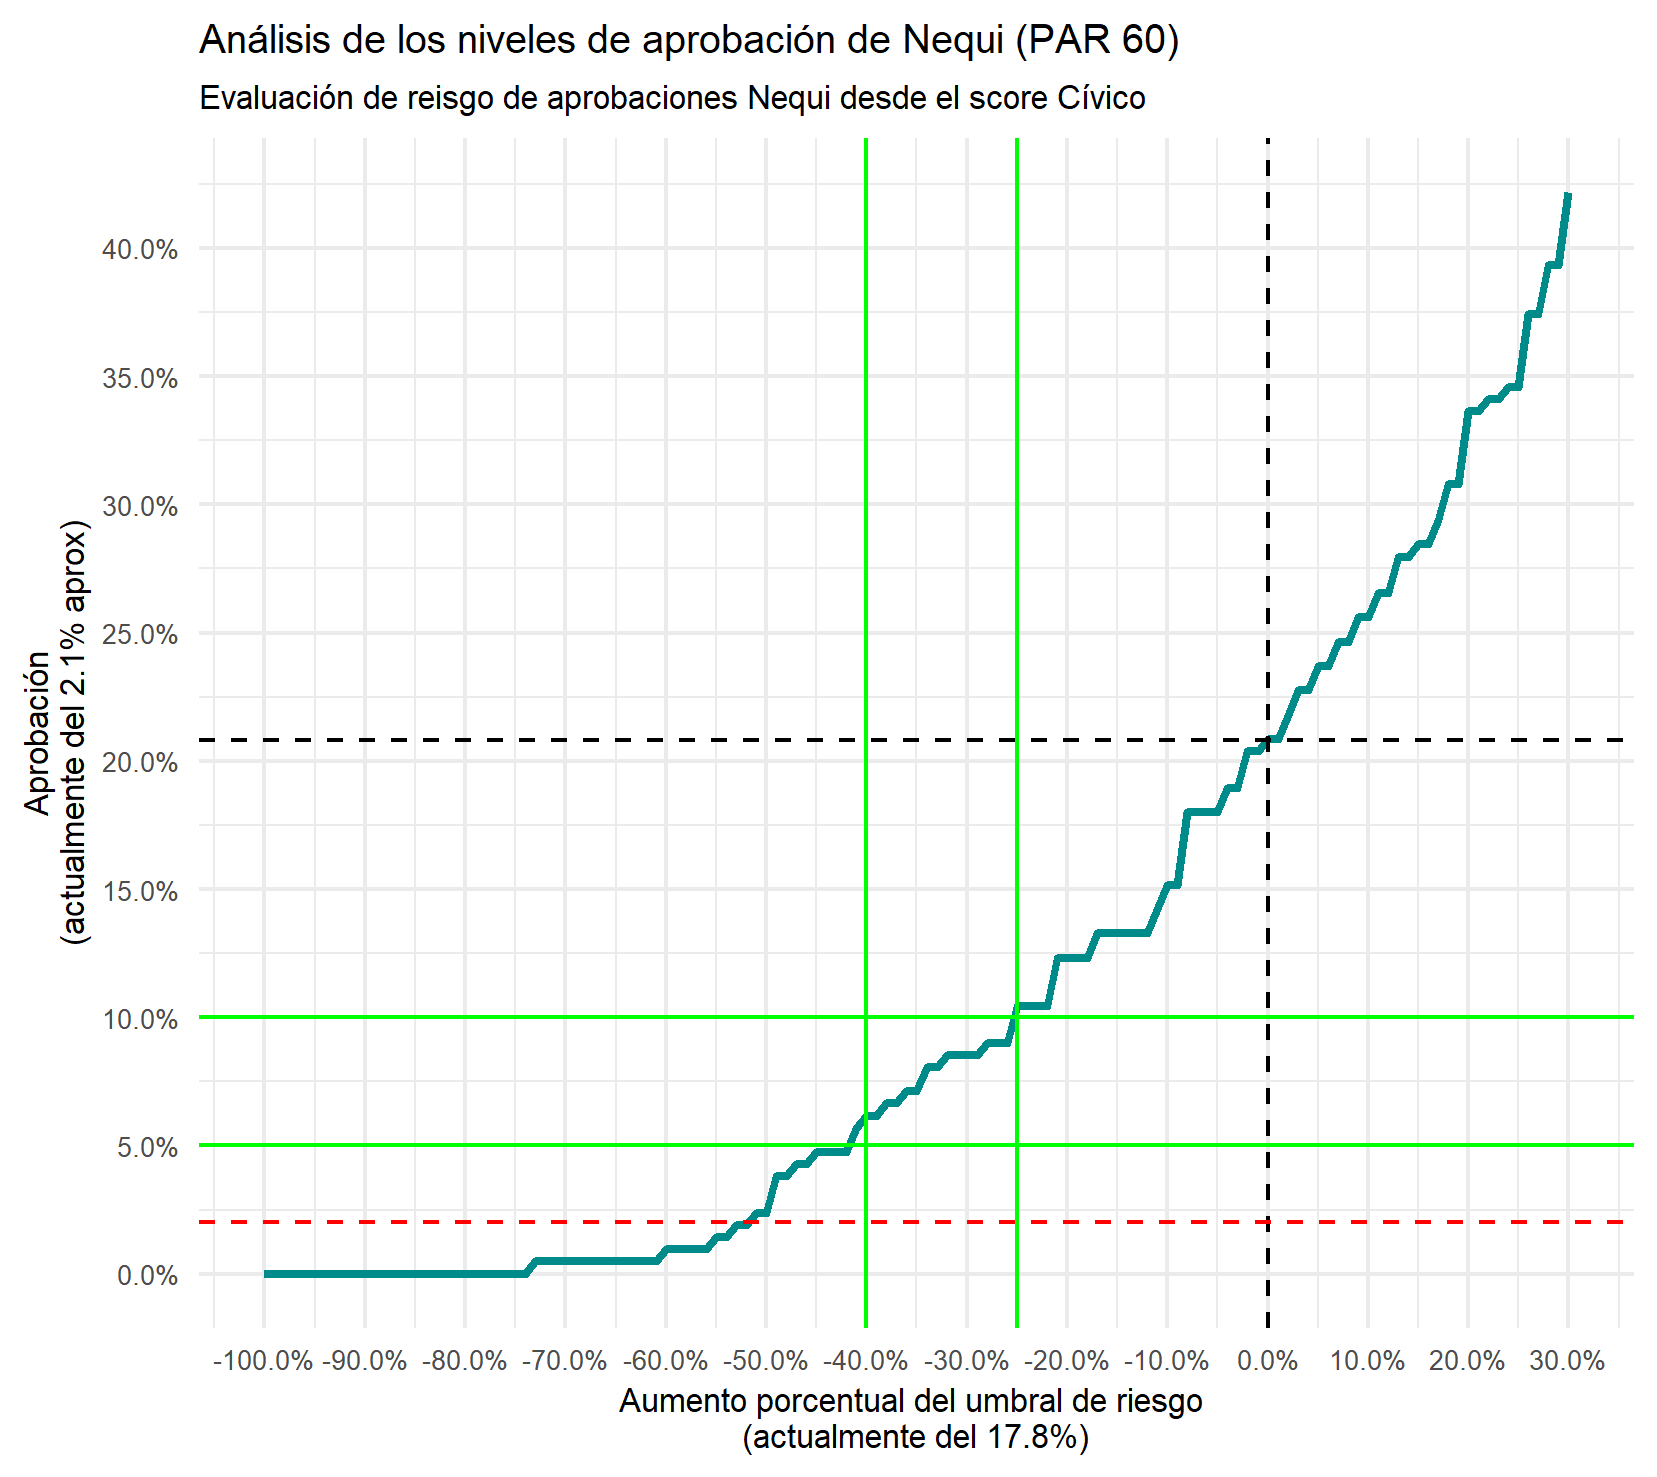 Análisis de los niveles de aprobación de Nequi (PAR 60)
Evaluación de reisgo de aprobaciones Nequi desde el score Cívico
Aprobación
(actualmente del 2.1% aprox)
40.0%
35.0%
30.0%
25.0%
20.0%
15.0%
10.0%
5.0%
0.0%
-100.0% -90.0% -80.0% -70.0% -60.0% -50.0% -40.0% -30.0% -20.0% -10.0% 0.0% 10.0% 20.0% 30.0%
Aumento porcentual del umbral de riesgo
(actualmente del 17.8%)